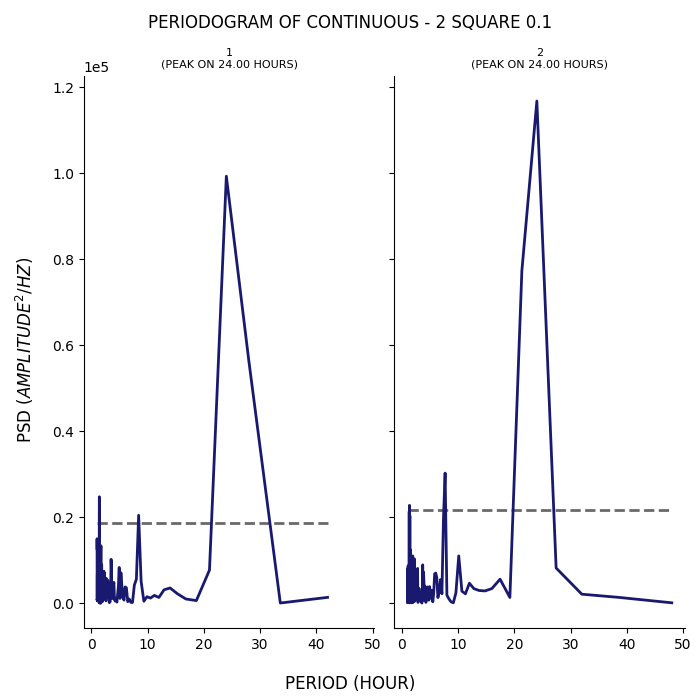 PERIODOGRAM OF CONTINUOUS - 2 SQUARE 0.1
1
(PEAK ON 24.00 HOURS)
2
(PEAK ON 24.00 HOURS)
1e5
1.2
1.0
0.8
0.6
0.4
0.2
0.0
PSD (AMPLITUDE²/HZ)
0 10 20 30 40 50
0 10 20 30 40 50
PERIOD (HOUR)